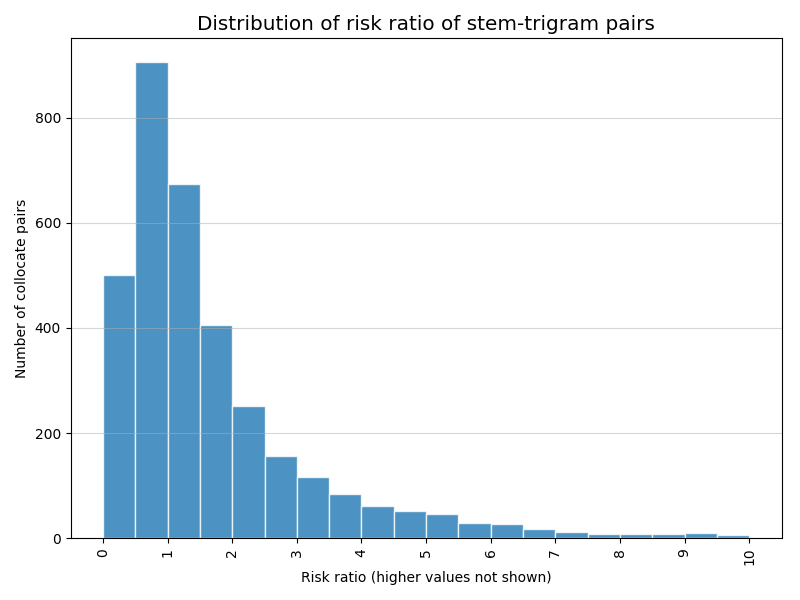 Distribution of risk ratio of stem-trigram pairs
Number of collocate pairs
800
600
400
200
0
0 1 2 3 4 5 6 7 8 9 10
Risk ratio (higher values not shown)